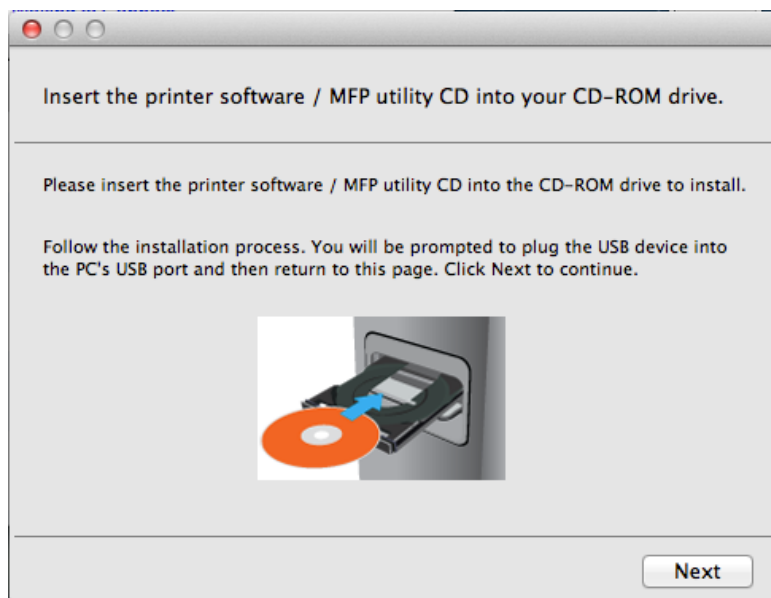 Insert the printer software / MFP utility CD into your CD-ROM drive.
Please insert the printer software / MFP utility CD into the CD-ROM drive to install.
Follow the installation process. You will be prompted to plug the USB device into
the PC's USB port and then return to this page. Click Next to continue.
Next